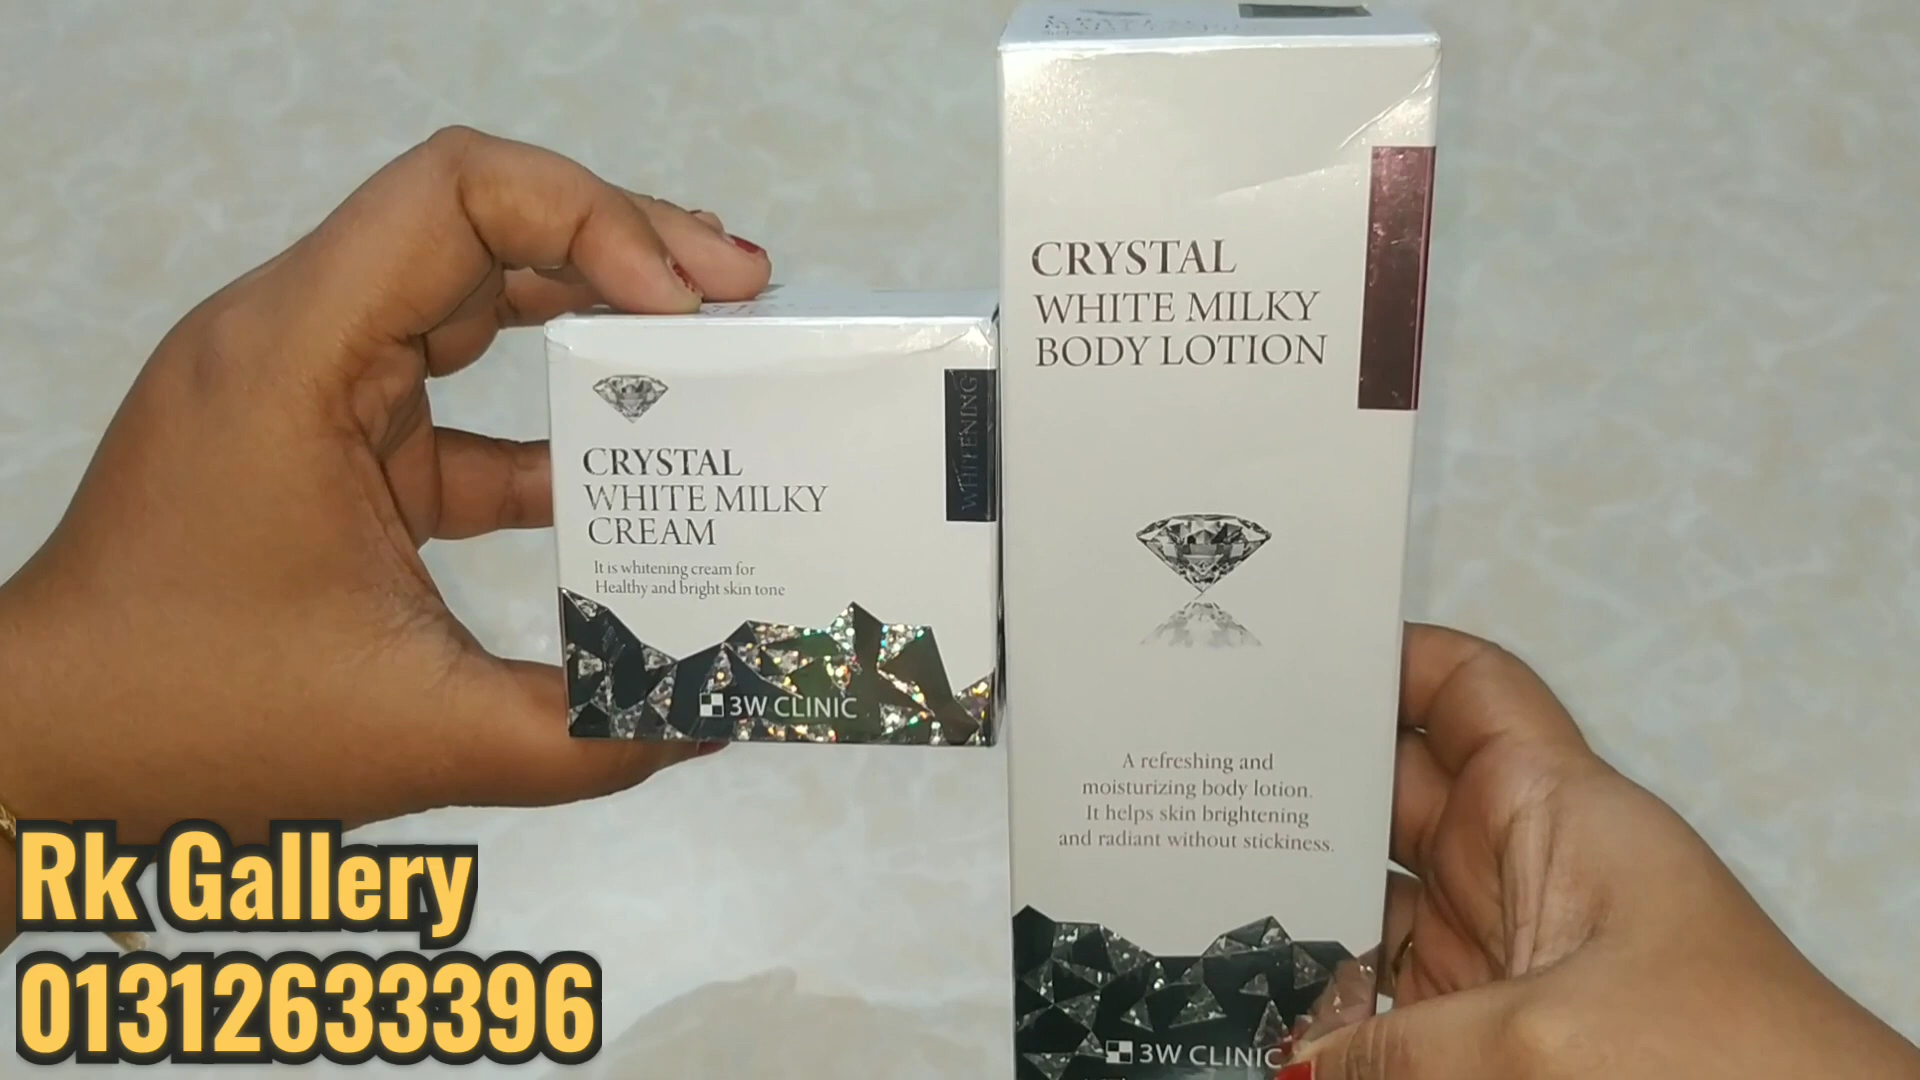 CRYSTAL
WHITE MILKY
CREAM
It is whitening cream for
Healthy and bright skin tone
WHITENING
3W CLINIC
CRYSTAL
WHITE MILKY
BODY LOTION
A refreshing and
moisturizing body lotion.
It helps skin brightening
and radiant without stickiness.
3W CLINIC
Rk Gallery
01312633396